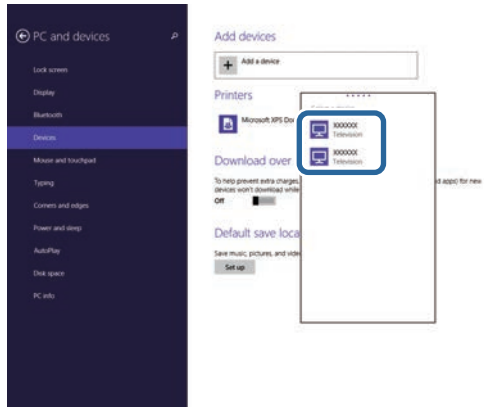 PC and devices
Lock screen
Display
Bluetooth
Devices
Mouse and touchpad
Typing
Corners and edges
Power and sleep
AutoPlay
Disk space
PC info
Add devices
Add a device
Printers
Microsoft XPS Do
Download over
To help prevent extra charges,
d apps) for new
devices won't download while
Off
Default save loca
Save music, pictures, and vide
Set up
XXXXXX
Television
XXXXXX
Television